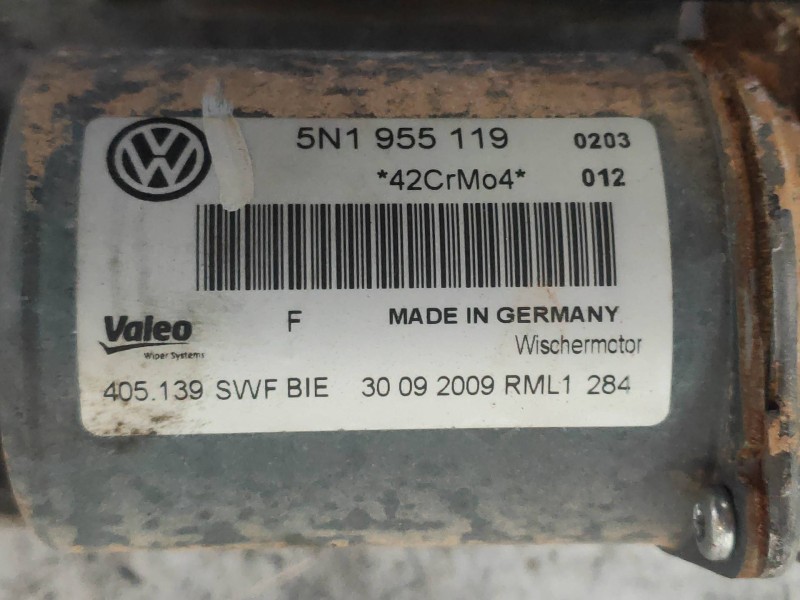 VW 5N1 955 119 0203
*42CrMo4* 012
Valeo F MADE IN GERMANY
Wiper Systems Wischermotor
405.139 SWF BIE 30 09 2009 RML1 284